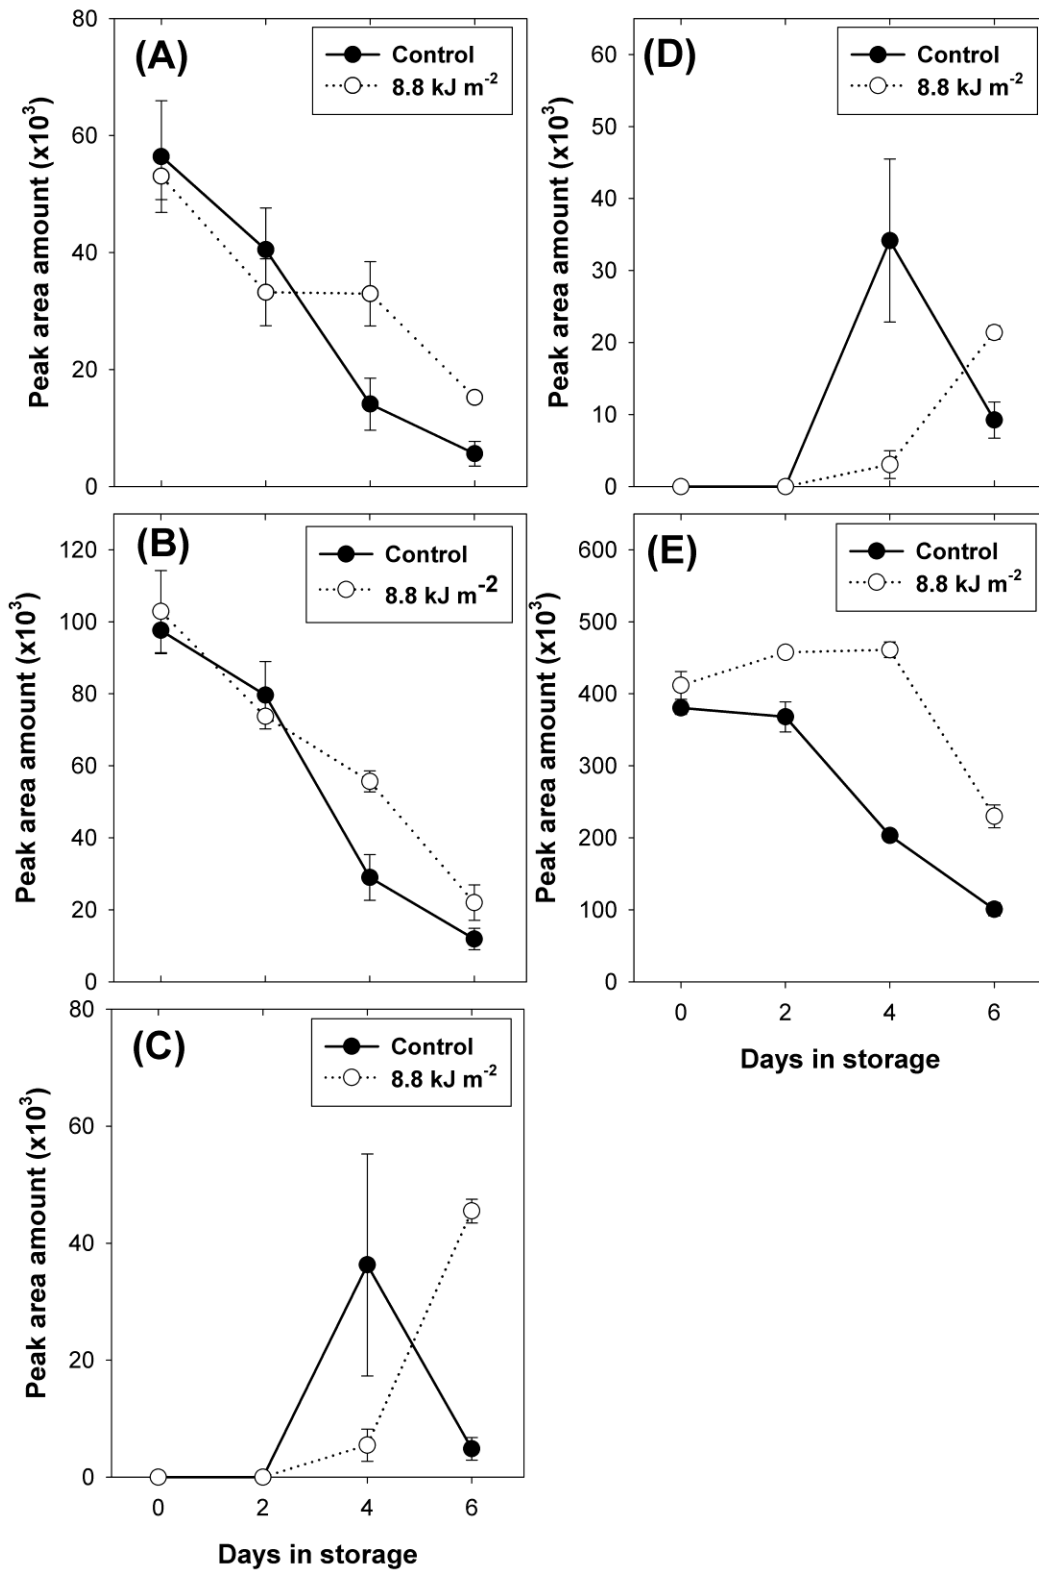 (A)
Control
8.8 kJ m-2
Peak area amount (x103)
80
60
40
20
0
(D)
Control
8.8 kJ m-2
Peak area amount (x103)
60
50
40
30
20
10
0
(B)
Control
8.8 kJ m-2
Peak area amount (x103)
120
100
80
60
40
20
0
(E)
Control
8.8 kJ m-2
Peak area amount (x103)
600
500
400
300
200
100
0
0 2 4 6
Days in storage
(C)
Control
8.8 kJ m-2
Peak area amount (x103)
80
60
40
20
0
0 2 4 6
Days in storage